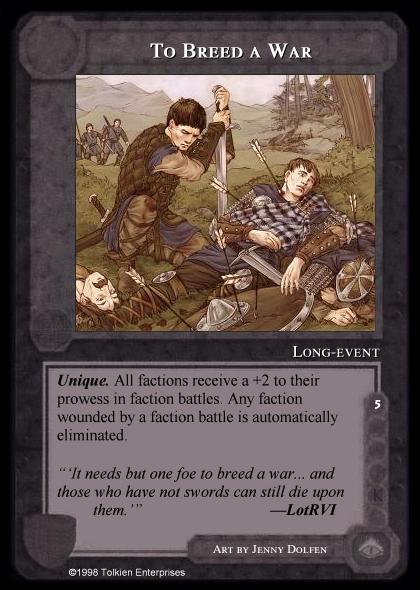 To Breed a War
Long-event
Unique. All factions receive a +2 to their
prowess in faction battles. Any faction
wounded by a faction battle is automatically
eliminated.
5
“‘It needs but one foe to breed a war... and
those who have not swords can still die upon
them.’” —LotRVI
K
Art by Jenny Dolfen
©1998 Tolkien Enterprises